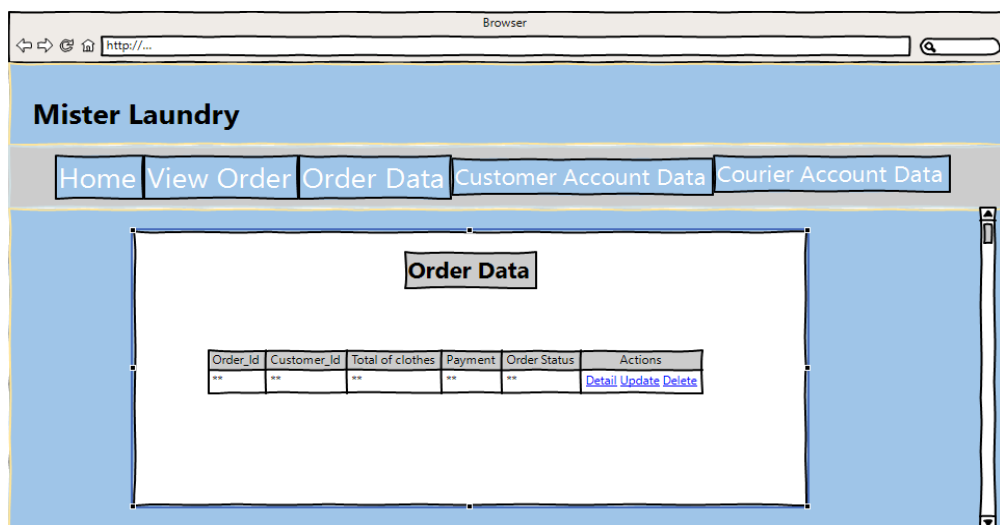 Browser
http://...
Mister Laundry
Home View Order Order Data Customer Account Data Courier Account Data
Order Data
Order_Id Customer_Id Total of clothes Payment Order Status Actions
** ** ** ** ** Detail Update Delete